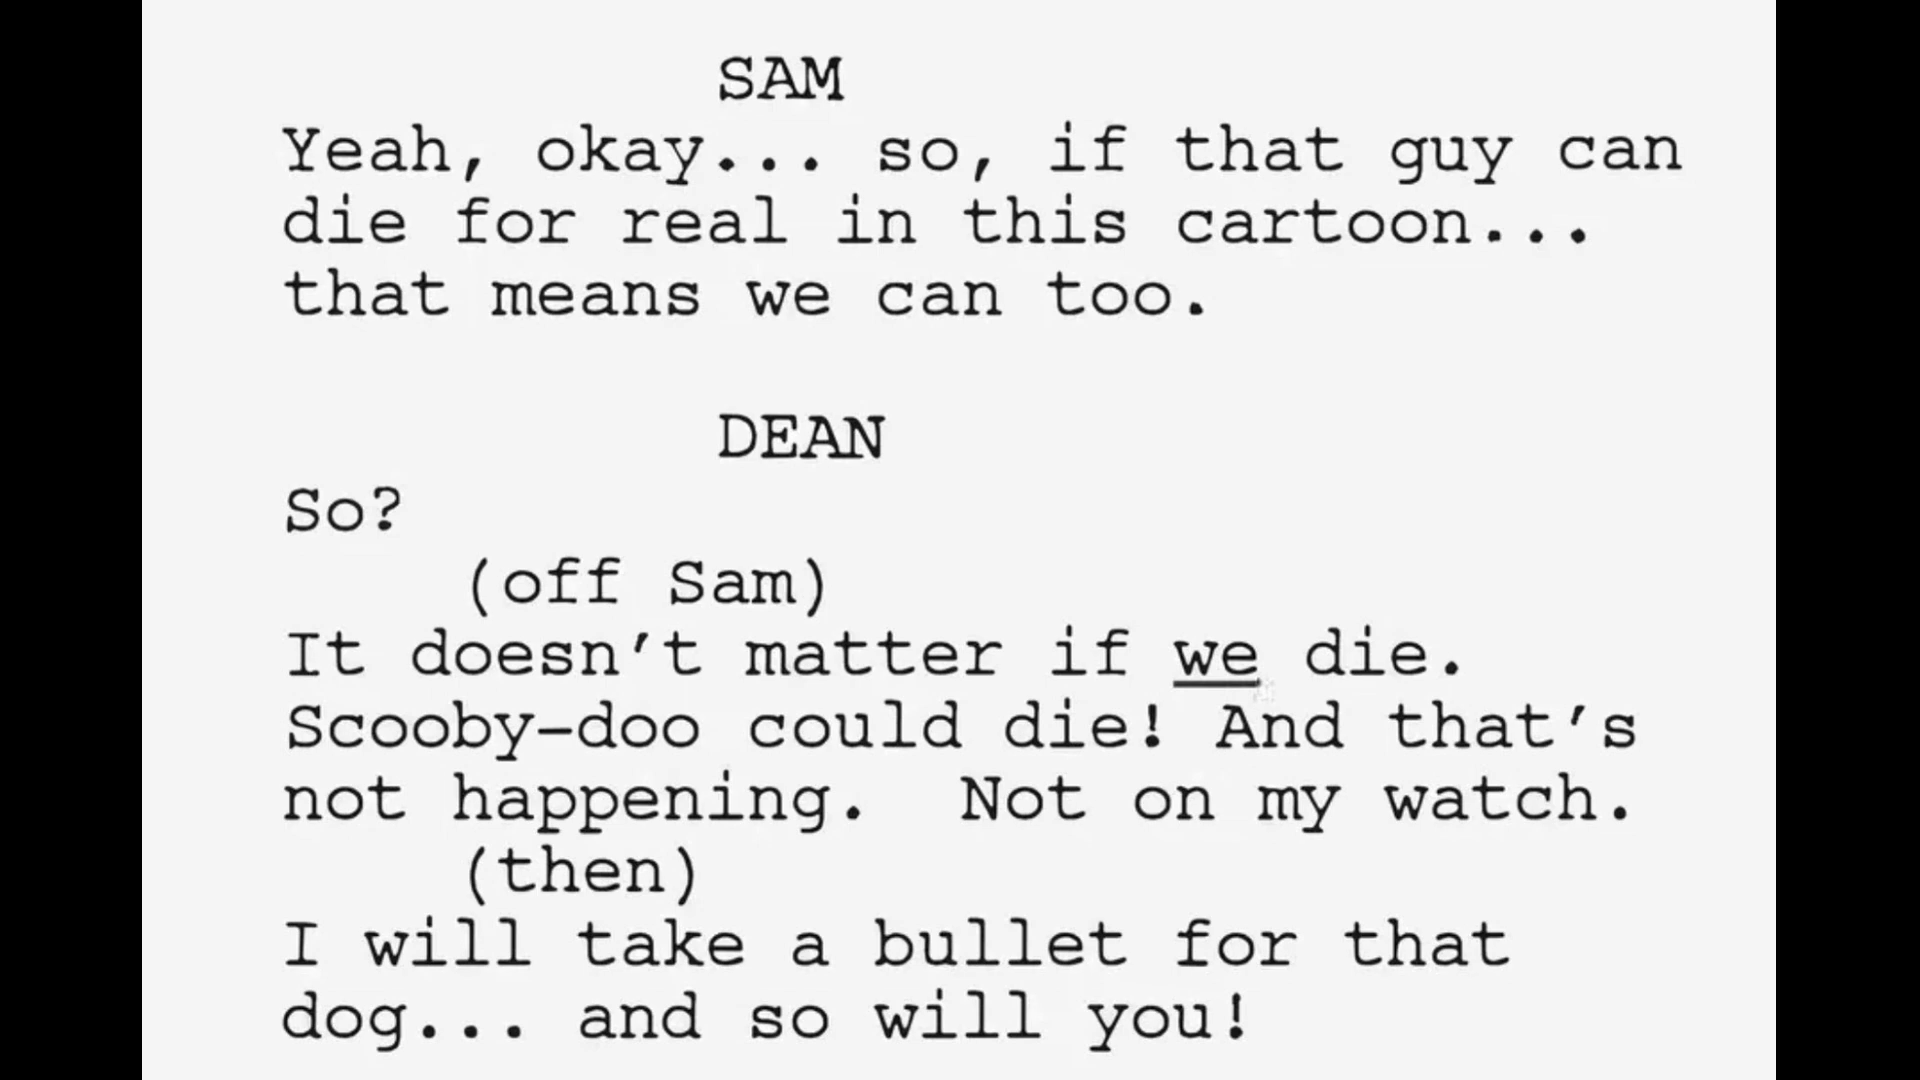 SAM
Yeah, okay... so, if that guy can
die for real in this cartoon...
that means we can too.
DEAN
So?
(off Sam)
It doesn't matter if we die.
Scooby-doo could die! And that's
not happening.  Not on my watch.
(then)
I will take a bullet for that
dog... and so will you!